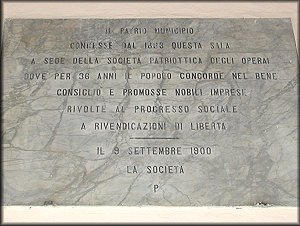 IL PATRIO MUNICIPIO
CONCESSE DAL 1863 QUESTA SALA
A SEDE DELLA SOCIETÀ PATRIOTTICA DEGLI OPERAI
DOVE PER 36 ANNI IL POPOLO CONCORDE NEL BENE
CONSIGLIÒ E PROMOSSE NOBILI IMPRESE
RIVOLTE AL PROGRESSO SOCIALE
A RIVENDICAZIONI DI LIBERTÀ
IL 9 SETTEMBRE 1900
LA SOCIETÀ
P